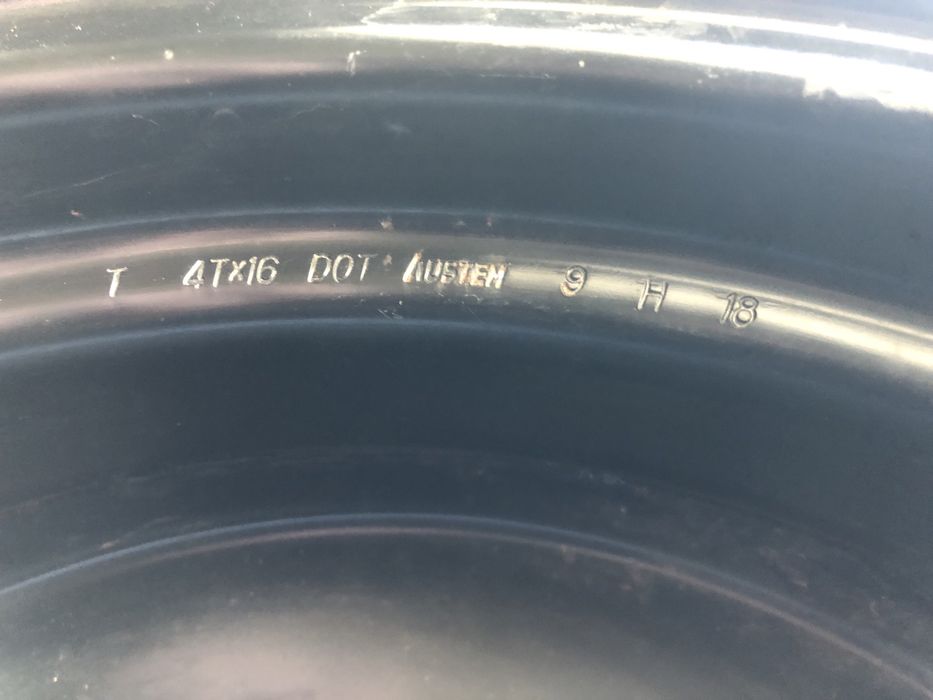 T 4TX16 DOT AUSTEN 9 H 18